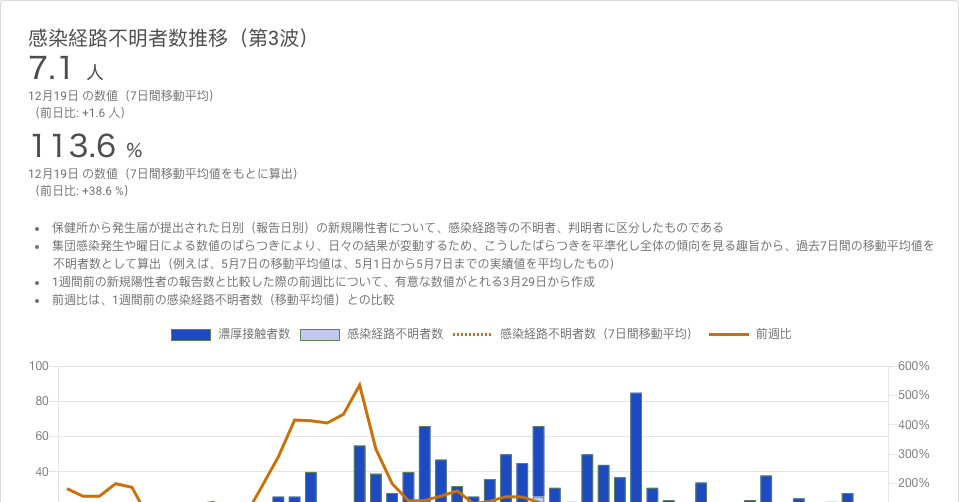 感染経路不明者数推移（第3波）
7.1 人
12月19日 の数値（7日間移動平均）
（前日比: +1.6 人）
113.6 %
12月19日 の数値（7日間移動平均値をもとに算出）
（前日比: +38.6 %）
• 保健所から発生届が提出された日別（報告日別）の新規陽性者について、感染経路等の不明者、判明者に区分したものである
• 集団感染発生や曜日による数値のばらつきにより、日々の結果が変動するため、こうしたばらつきを平準化し全体の傾向を見る趣旨から、過去7日間の移動平均値を
不明者数として算出（例えば、5月7日の移動平均値は、5月1日から5月7日までの実績値を平均したもの）
• 1週間前の新規陽性者の報告数と比較した際の前週比について、有意な数値がとれる3月29日から作成
• 前週比は、1週間前の感染経路不明者数（移動平均値）との比較
濃厚接触者数 感染経路不明者数 感染経路不明者数（7日間移動平均） 前週比
100 600%
500%
80
400%
60
300%
40
200%